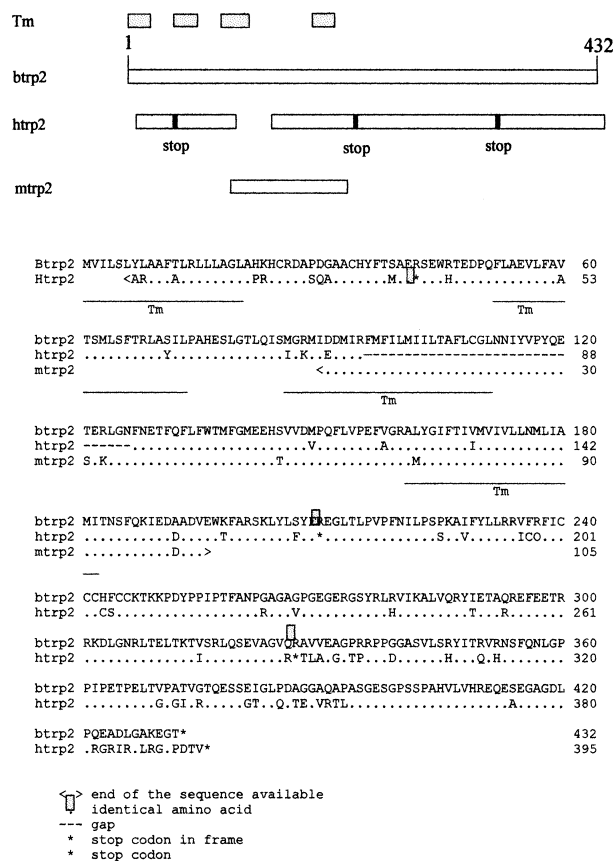 Tm
1 432
btrp2
htrp2
stop stop stop
mtrp2
Btrp2 MVILSLYLAAFTLRLLLAGLAHKHCRDAPDGAACHYFTSAERSEWRTEDPQFLAEVLFAV 60
Htrp2 <AR...A........PR.....SQA.......M..*...H..............A 53
Tm Tm
btrp2 TSMLSFTRLASILPAHESLGTLQISMGRMIDDMIRFMFILMIILTAFLCGLNNIYVPYQE 120
htrp2 ..........Y..............I.K..E....------------------------- 88
mtrp2 <.............................. 30
Tm
btrp2 TERLGNFNETFQFLFWTMFGMEEHSVVDMPQFLVPEFVGRALYGIFTIVMVIVLLNMLIA 180
htrp2 ------......................V........A..........I........... 142
mtrp2 S.K.....................T................M.................. 90
Tm
btrp2 MITNSFQKIEDAADVEWKFARSKLYLSYFREGLTLPVPFNILPSPKAIFYLLRRVFRFIC 240
htrp2 ...........D.....K........F..*..............S..V......ICO... 201
mtrp2 ...........D...> 105
btrp2 CCHFCCKTKKPDYPPIPTFANPGAGAGPGEGERGSYRLRVIKALVQRYIETAQREFEETR 300
htrp2 ..CS..................R...V...........H.........T...R....... 261
btrp2 RKDLGNRLTELTKTVSRLQSEVAGVQRAVVEAGPRRPPGGASVLSRYITRVRNSFQNLGP 360
htrp2 ..............I..........R*TLA.G.TP...D......H...Q.H........ 320
btrp2 PIPETPELTVPATVGTQESSEIGLPDAGGAQAPASGESGPSSPAHVLVHREQESEGAGDL 420
htrp2 .........G.GI.R.....GT..Q.TE.VRTL....................A...... 380
btrp2 PQEADLGAKEGT* 432
htrp2 .RGRIR.LRG.PDTV* 395
< > end of the sequence available
. identical amino acid
--- gap
* stop codon in frame
* stop codon